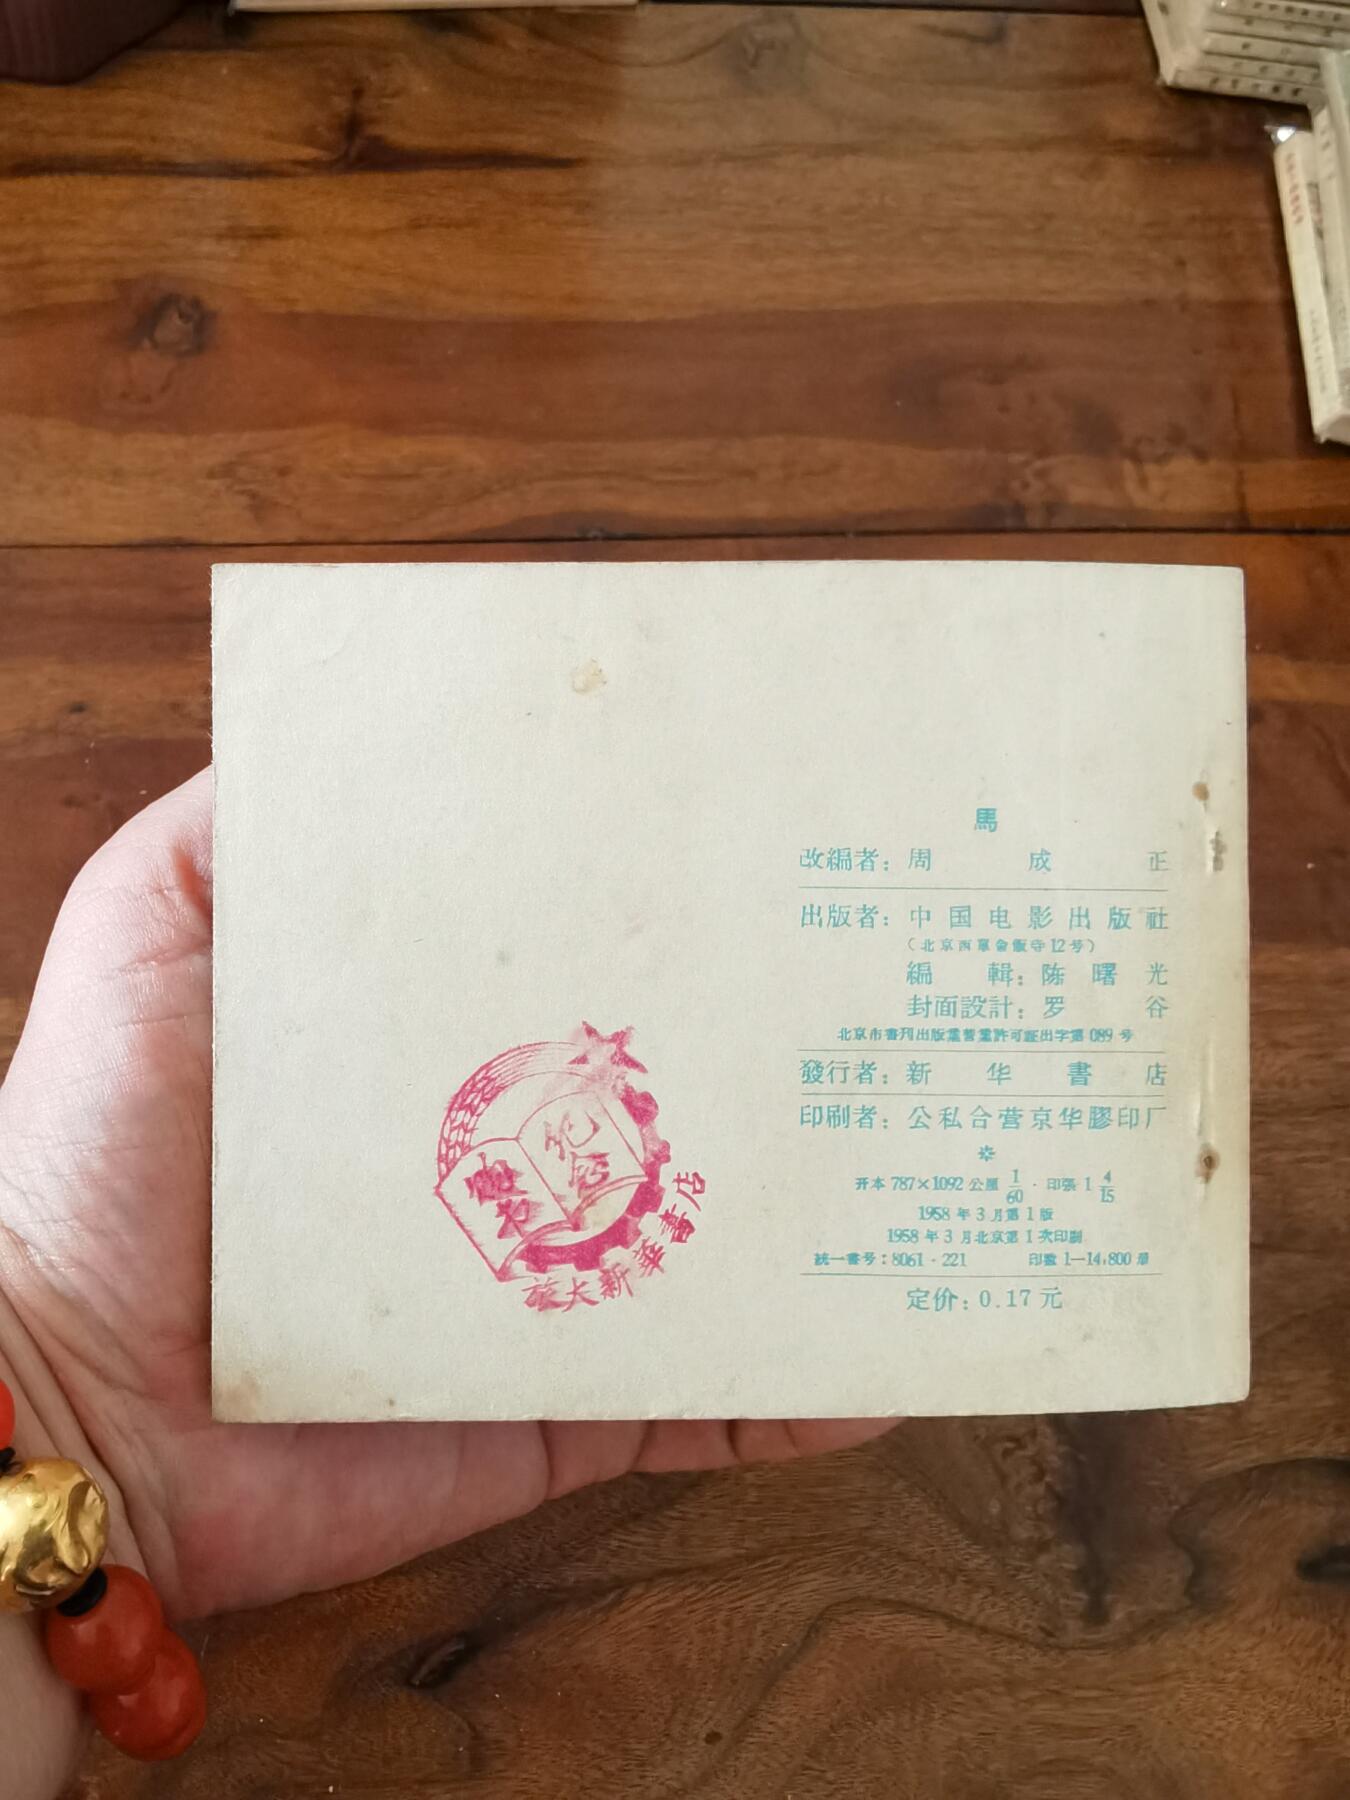 馬
改編者：周成正
出版者：中国电影出版社
（北京西單舍飯寺12号）
編輯：陈曙光
封面設計：罗谷
北京市書刊出版業营業許可証出字第089号
發行者：新华書店
印刷者：公私合营京华膠印厂
开本787×1092公厘 1/60·印張1 4/15
1958年3月第1版
1958年3月北京第1次印刷
統一書号：8061·221 印数1—14,800册
定价：0.17元
購书
纪念
旅大新華書店